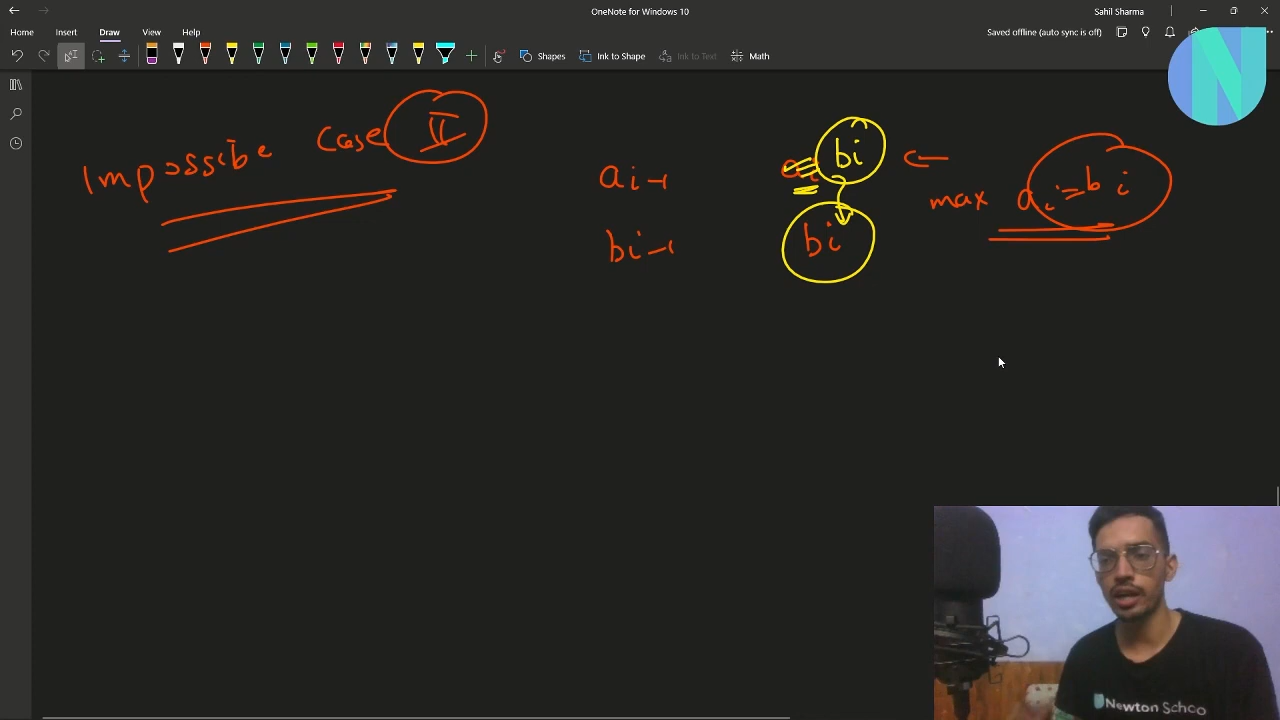 OneNote for Windows 10
Sahil Sharma
Home Insert Draw View Help
Saved offline (auto sync is off)
Shapes Ink to Shape Ink to Text Math
Impossibe Case II
ai-1 ai bi
max ai=bi
bi-1 bi
Newton Schoo